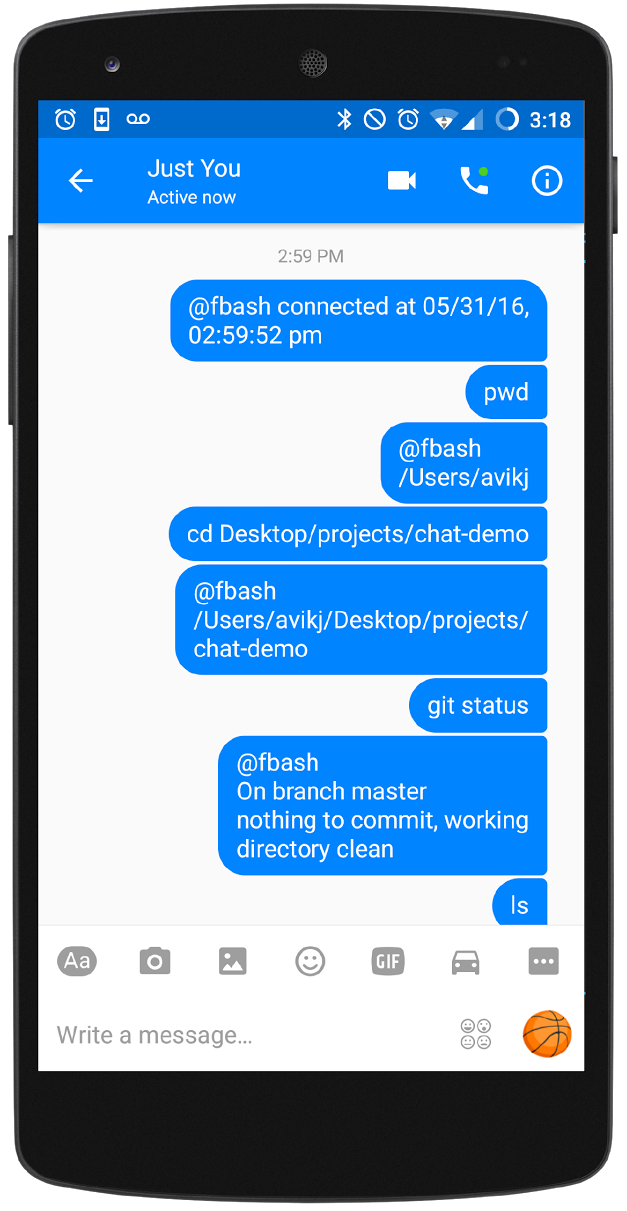 3:18
Just You
Active now
2:59 PM
@fbash connected at 05/31/16,
02:59:52 pm
pwd
@fbash
/Users/avikj
cd Desktop/projects/chat-demo
@fbash
/Users/avikj/Desktop/projects/
chat-demo
git status
@fbash
On branch master
nothing to commit, working
directory clean
ls
Aa
GIF
Write a message...